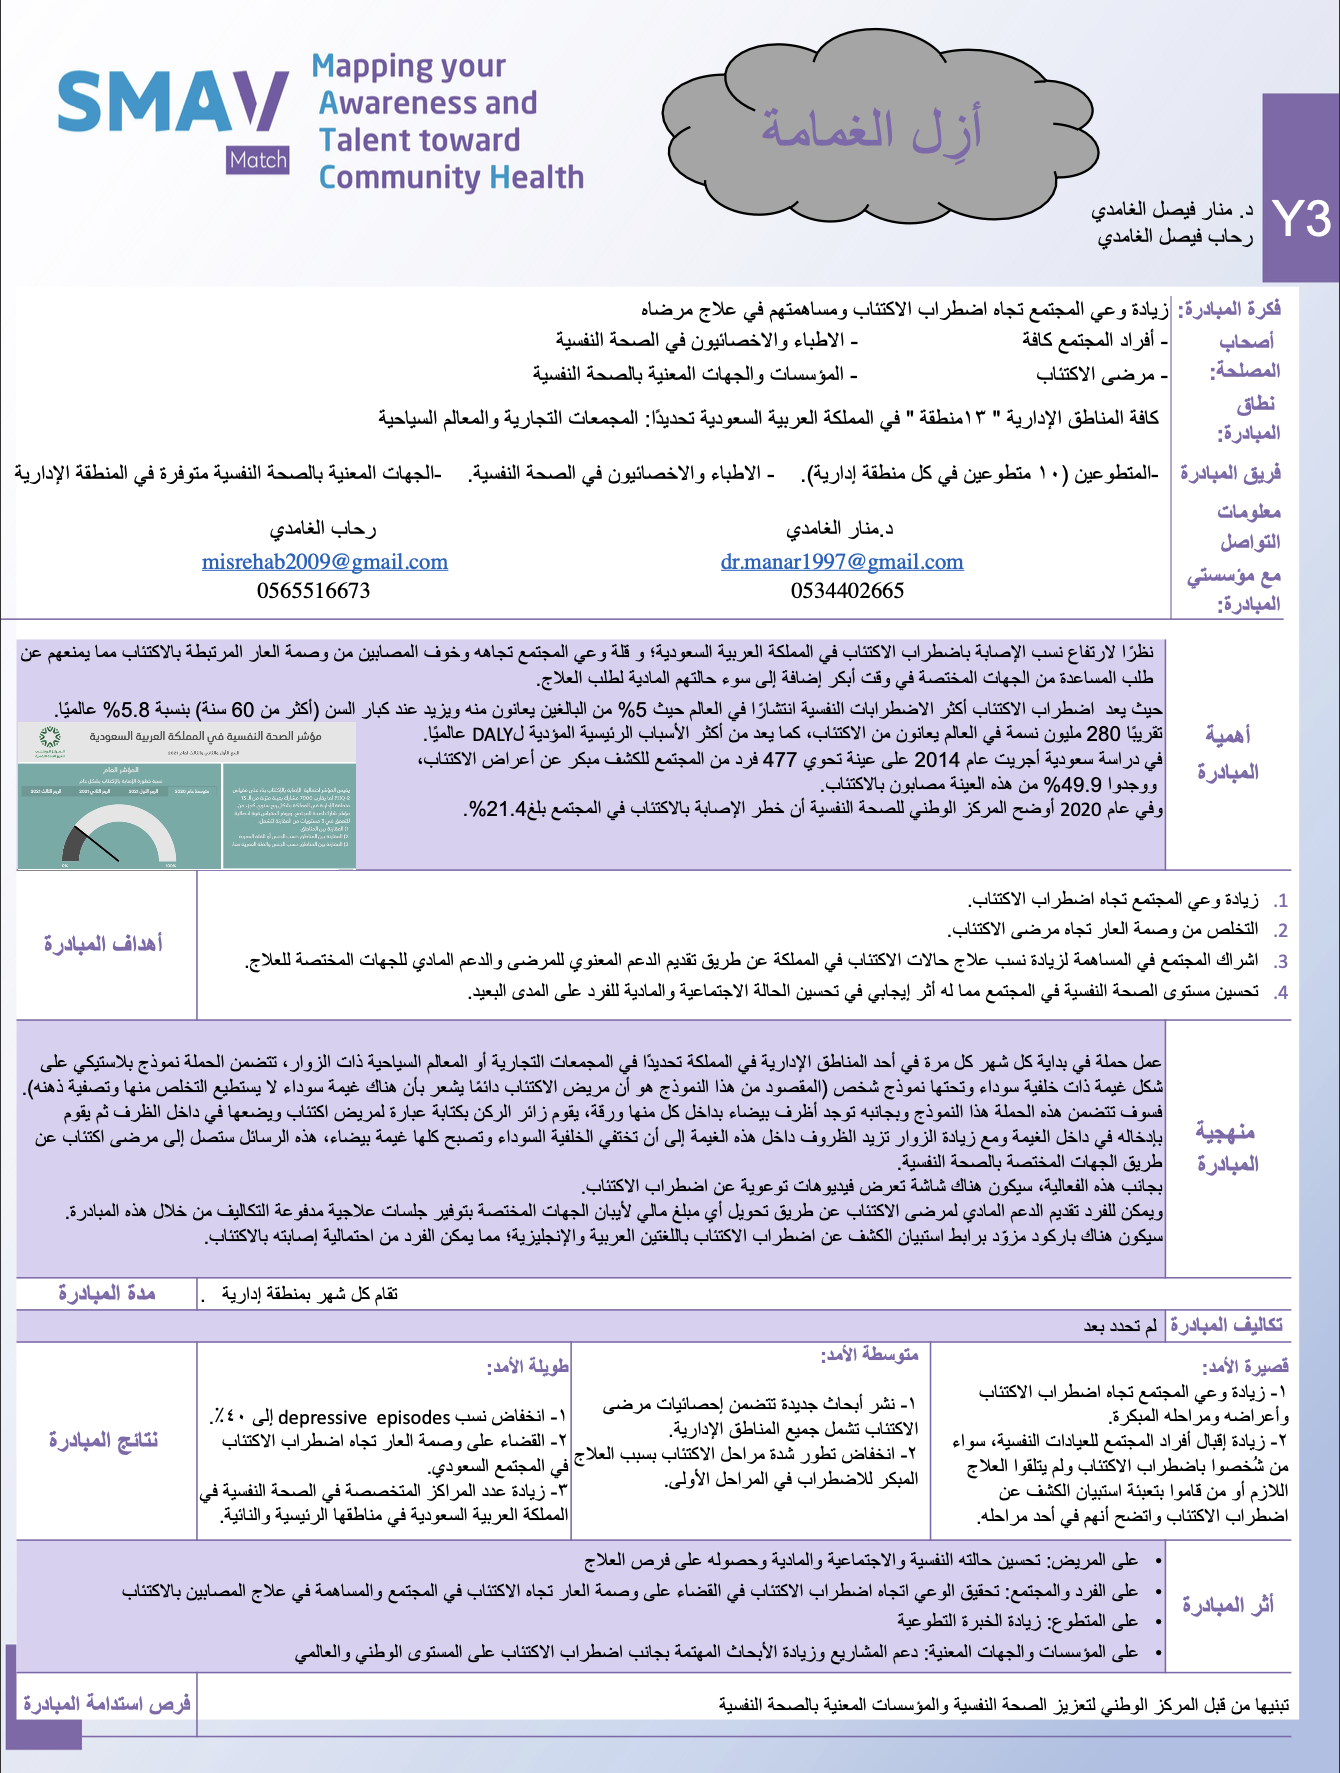 SMAV
Match
Mapping your
Awareness and
Talent toward
Community Health
أزِل الغمامة
Y3
د. منار فيصل الغامدي
رحاب فيصل الغامدي
فكرة المبادرة: زيادة وعي المجتمع تجاه اضطراب الاكتئاب ومساهمتهم في علاج مرضاه
أصحاب
المصلحة:
- أفراد المجتمع كافة - الاطباء والاخصائيون في الصحة النفسية
- مرضى الاكتئاب - المؤسسات والجهات المعنية بالصحة النفسية
نطاق
المبادرة:
كافة المناطق الإدارية " ١٣منطقة " في المملكة العربية السعودية تحديدًا: المجمعات التجارية والمعالم السياحية
فريق المبادرة
-المتطوعين (١٠ متطوعين في كل منطقة إدارية). - الاطباء والاخصائيون في الصحة النفسية. -الجهات المعنية بالصحة النفسية متوفرة في المنطقة الإدارية
معلومات
التواصل
مع مؤسستي
المبادرة:
د.منار الغامدي
dr.manar1997@gmail.com
0534402665
رحاب الغامدي
misrehab2009@gmail.com
0565516673
أهمية
المبادرة
نظرًا لارتفاع نسب الإصابة باضطراب الاكتئاب في المملكة العربية السعودية؛ و قلة وعي المجتمع تجاهه وخوف المصابين من وصمة العار المرتبطة بالاكتئاب مما يمنعهم عن
طلب المساعدة من الجهات المختصة في وقت أبكر إضافة إلى سوء حالتهم المادية لطلب العلاج.
حيث يعد اضطراب الاكتئاب أكثر الاضطرابات النفسية انتشارًا في العالم حيث 5% من البالغين يعانون منه ويزيد عند كبار السن (أكثر من 60 سنة) بنسبة 5.8% عالميًا.
تقريبًا 280 مليون نسمة في العالم يعانون من الاكتئاب، كما يعد من أكثر الأسباب الرئيسية المؤدية لDALY عالميًا.
في دراسة سعودية أجريت عام 2014 على عينة تحوي 477 فرد من المجتمع للكشف مبكر عن أعراض الاكتئاب،
ووجدوا 49.9% من هذه العينة مصابون بالاكتئاب.
وفي عام 2020 أوضح المركز الوطني للصحة النفسية أن خطر الإصابة بالاكتئاب في المجتمع بلغ21.4%.
مؤشر الصحة النفسية في المملكة العربية السعودية
المؤشر العام
0%
100%
أهداف المبادرة
1. زيادة وعي المجتمع تجاه اضطراب الاكتئاب.
2. التخلص من وصمة العار تجاه مرضى الاكتئاب.
3. اشراك المجتمع في المساهمة لزيادة نسب علاج حالات الاكتئاب في المملكة عن طريق تقديم الدعم المعنوي للمرضى والدعم المادي للجهات المختصة للعلاج.
4. تحسين مستوى الصحة النفسية في المجتمع مما له أثر إيجابي في تحسين الحالة الاجتماعية والمادية للفرد على المدى البعيد.
منهجية
المبادرة
عمل حملة في بداية كل شهر كل مرة في أحد المناطق الإدارية في المملكة تحديدًا في المجمعات التجارية أو المعالم السياحية ذات الزوار، تتضمن الحملة نموذج بلاستيكي على
شكل غيمة ذات خلفية سوداء وتحتها نموذج شخص (المقصود من هذا النموذج هو أن مريض الاكتئاب دائمًا يشعر بأن هناك غيمة سوداء لا يستطيع التخلص منها وتصفية ذهنه).
فسوف تتضمن هذه الحملة هذا النموذج وبجانبه توجد أظرف بيضاء بداخل كل منها ورقة، يقوم زائر الركن بكتابة عبارة لمريض اكتئاب ويضعها في داخل الظرف ثم يقوم
بإدخاله في داخل الغيمة ومع زيادة الزوار تزيد الظروف داخل هذه الغيمة إلى أن تختفي الخلفية السوداء وتصبح كلها غيمة بيضاء، هذه الرسائل ستصل إلى مرضى اكتئاب عن
طريق الجهات المختصة بالصحة النفسية.
بجانب هذه الفعالية، سيكون هناك شاشة تعرض فيديوهات توعوية عن اضطراب الاكتئاب.
ويمكن للفرد تقديم الدعم المادي لمرضى الاكتئاب عن طريق تحويل أي مبلغ مالي لأيبان الجهات المختصة بتوفير جلسات علاجية مدفوعة التكاليف من خلال هذه المبادرة.
سيكون هناك باركود مزوّد برابط استبيان الكشف عن اضطراب الاكتئاب باللغتين العربية والإنجليزية؛ مما يمكن الفرد من احتمالية إصابته بالاكتئاب.
مدة المبادرة
تقام كل شهر بمنطقة إدارية .
تكاليف المبادرة
لم تحدد بعد
نتائج المبادرة
قصيرة الأمد:
١- زيادة وعي المجتمع تجاه اضطراب الاكتئاب
وأعراضه ومراحله المبكرة.
٢- زيادة إقبال أفراد المجتمع للعيادات النفسية، سواء
من شُخصوا باضطراب الاكتئاب ولم يتلقوا العلاج
اللازم أو من قاموا بتعبئة استبيان الكشف عن
اضطراب الاكتئاب واتضح أنهم في أحد مراحله.
متوسطة الأمد:
١- نشر أبحاث جديدة تتضمن إحصائيات مرضى
الاكتئاب تشمل جميع المناطق الإدارية.
٢- انخفاض تطور شدة مراحل الاكتئاب بسبب العلاج
المبكر للاضطراب في المراحل الأولى.
طويلة الأمد:
١- انخفاض نسب depressive episodes إلى ٤٠٪.
٢- القضاء على وصمة العار تجاه اضطراب الاكتئاب
في المجتمع السعودي.
٣- زيادة عدد المراكز المتخصصة في الصحة النفسية في
المملكة العربية السعودية في مناطقها الرئيسية والنائية.
أثر المبادرة
• على المريض: تحسين حالته النفسية والاجتماعية والمادية وحصوله على فرص العلاج
• على الفرد والمجتمع: تحقيق الوعي اتجاه اضطراب الاكتئاب في القضاء على وصمة العار تجاه الاكتئاب في المجتمع والمساهمة في علاج المصابين بالاكتئاب
• على المتطوع: زيادة الخبرة التطوعية
• على المؤسسات والجهات المعنية: دعم المشاريع وزيادة الأبحاث المهتمة بجانب اضطراب الاكتئاب على المستوى الوطني والعالمي
فرص استدامة المبادرة
تبنيها من قبل المركز الوطني لتعزيز الصحة النفسية والمؤسسات المعنية بالصحة النفسية